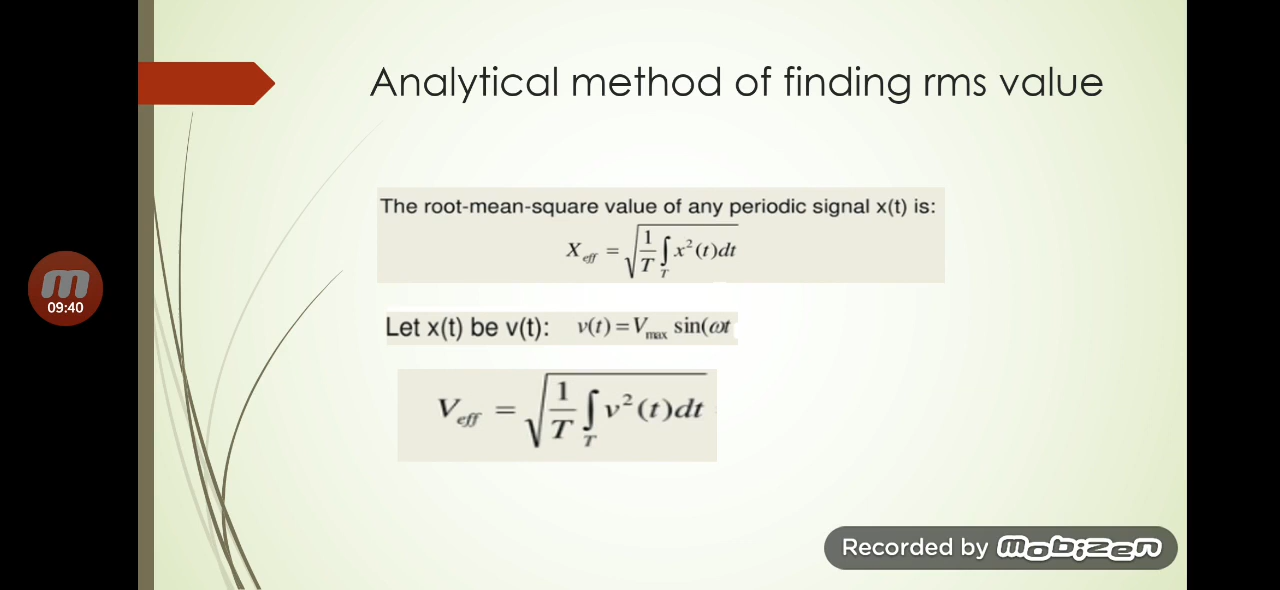 Analytical method of finding rms value
The root-mean-square value of any periodic signal x(t) is:
X_eff = √(1/T ∫_T x²(t)dt)
Let x(t) be v(t): v(t) = V_max sin(ωt
V_eff = √(1/T ∫_T v²(t)dt)
m
09:40
Recorded by mobizen